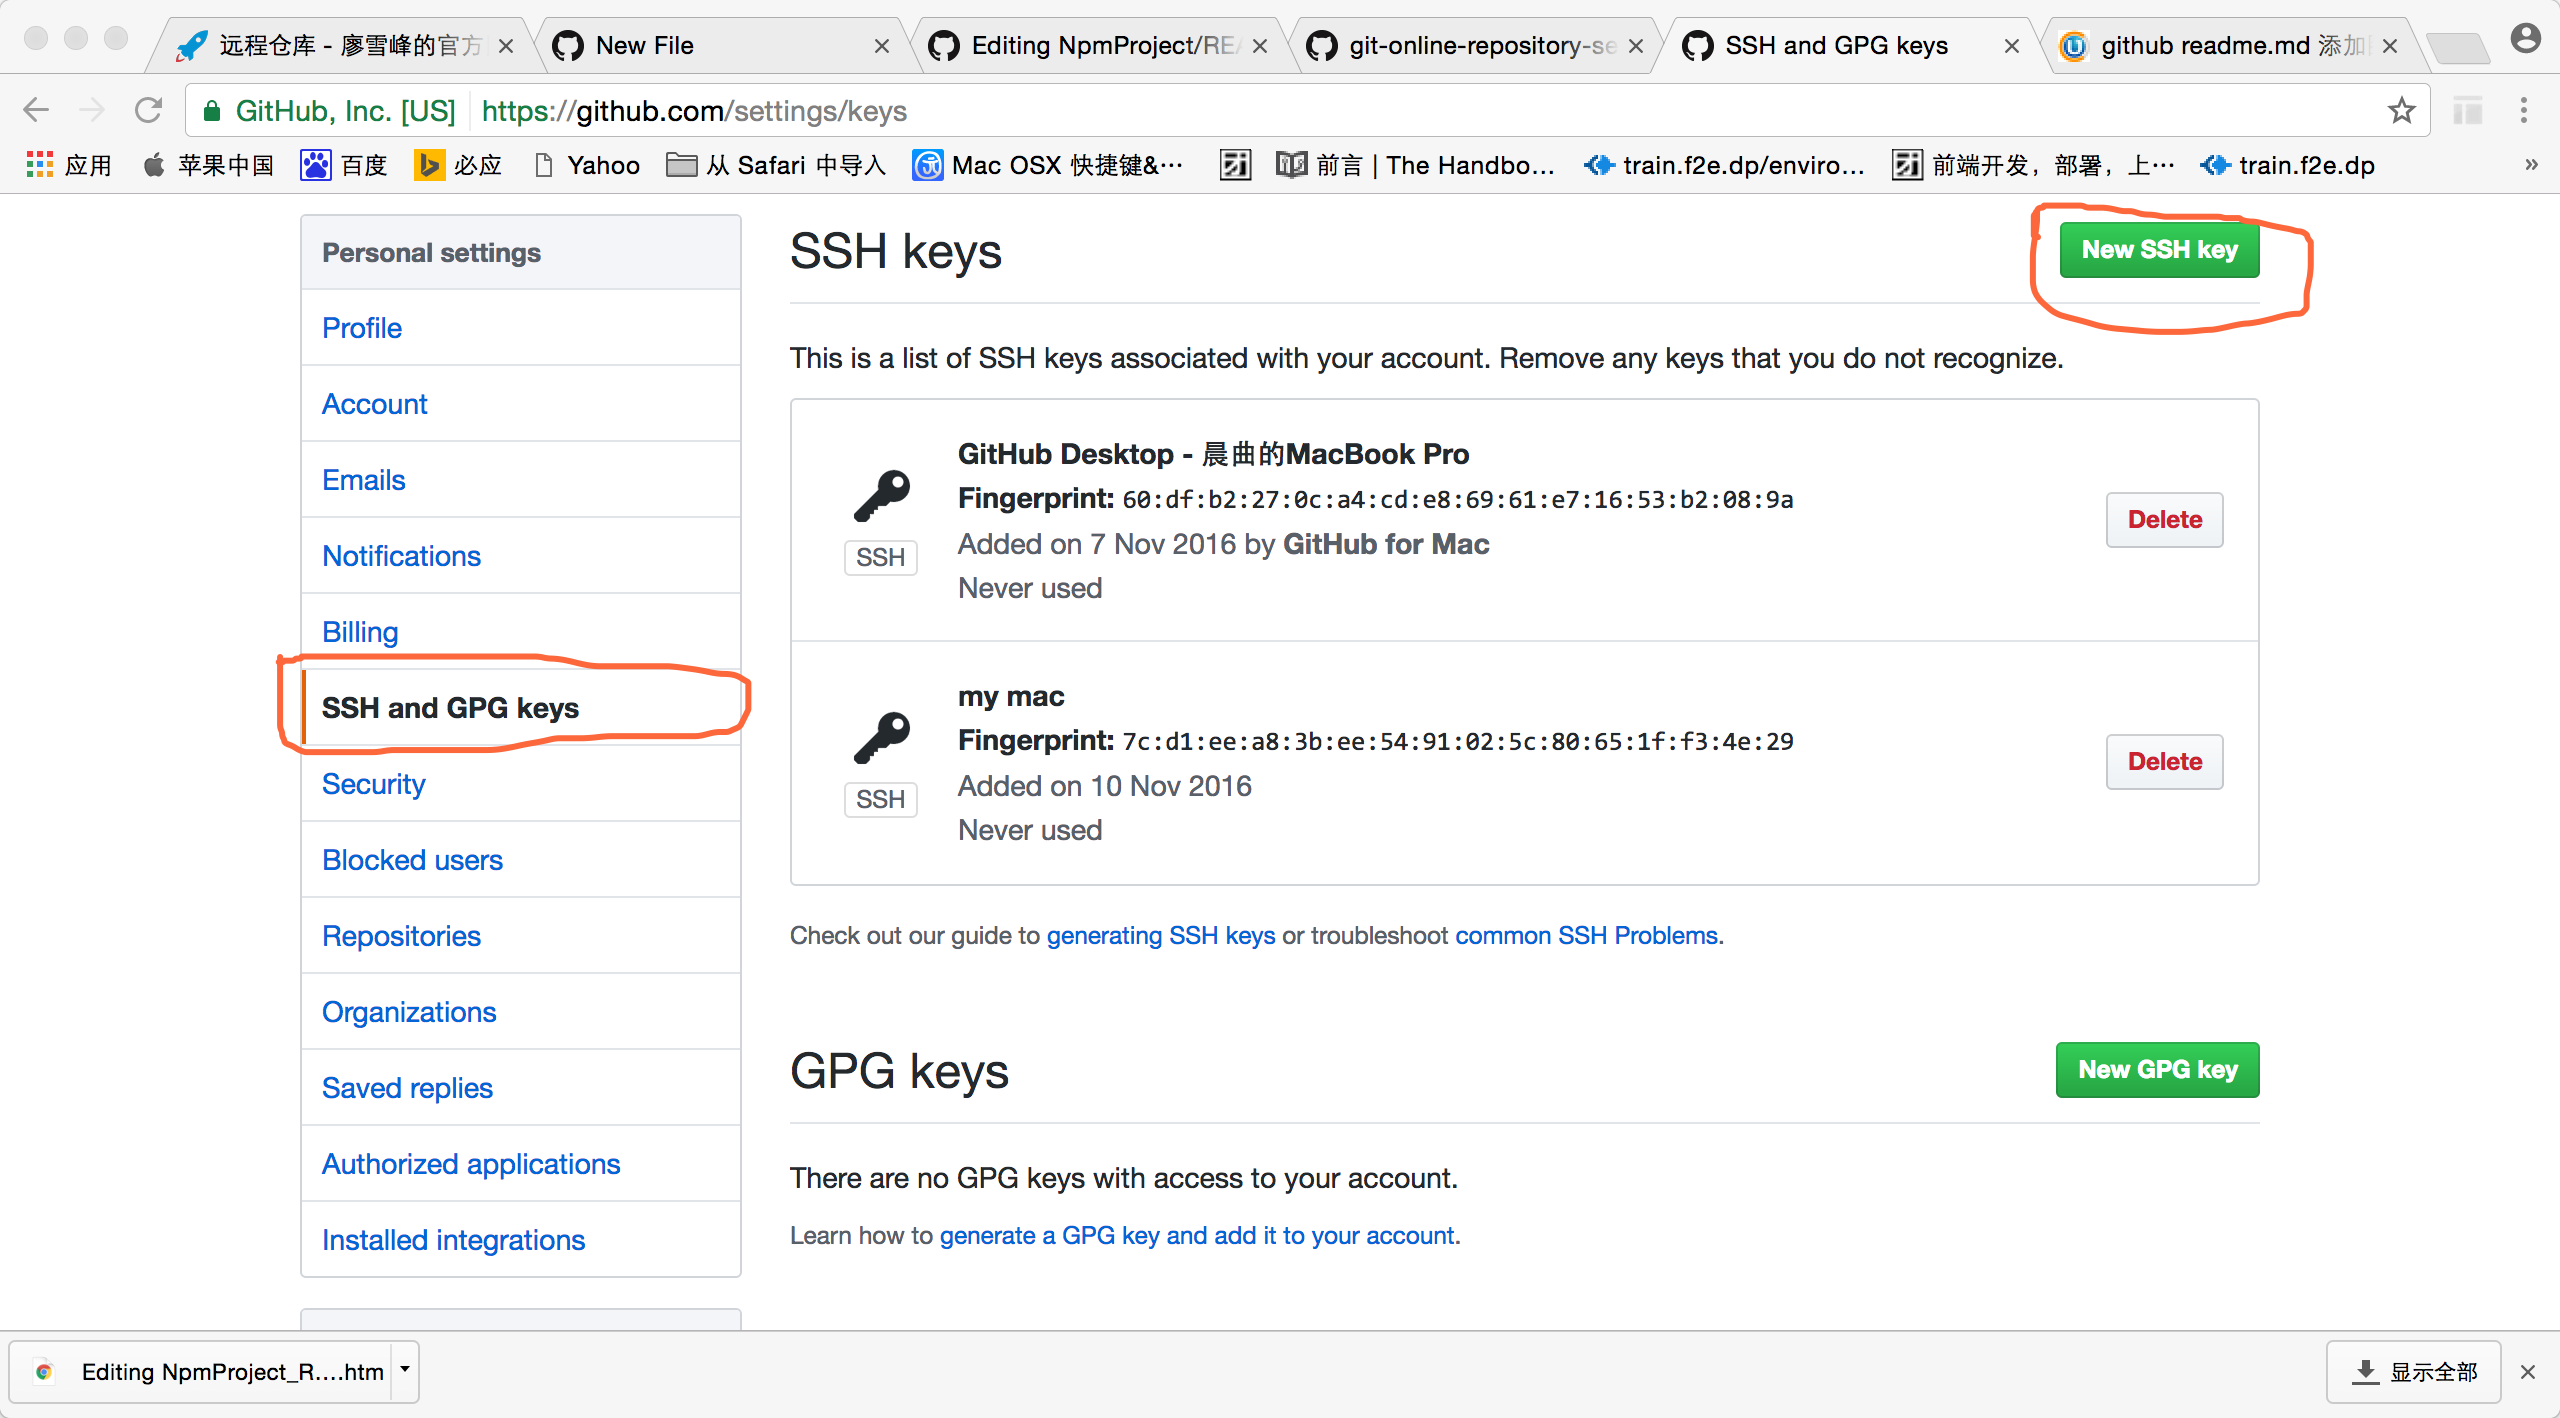 远程仓库 - 廖雪峰的官方
New File
Editing NpmProject/REA
git-online-repository-se
SSH and GPG keys
github readme.md 添加
GitHub, Inc. [US]
https://github.com/settings/keys
应用
苹果中国
百度
必应
Yahoo
从 Safari 中导入
Mac OSX 快捷键&…
前言 | The Handbo…
train.f2e.dp/enviro…
前端开发，部署，上…
train.f2e.dp
»
Personal settings
Profile
Account
Emails
Notifications
Billing
SSH and GPG keys
Security
Blocked users
Repositories
Organizations
Saved replies
Authorized applications
Installed integrations
SSH keys
New SSH key
This is a list of SSH keys associated with your account. Remove any keys that you do not recognize.
GitHub Desktop - 晨曲的MacBook Pro
Fingerprint: 60:df:b2:27:0c:a4:cd:e8:69:61:e7:16:53:b2:08:9a
Added on 7 Nov 2016 by GitHub for Mac
Never used
SSH
Delete
my mac
Fingerprint: 7c:d1:ee:a8:3b:ee:54:91:02:5c:80:65:1f:f3:4e:29
Added on 10 Nov 2016
Never used
SSH
Delete
Check out our guide to generating SSH keys or troubleshoot common SSH Problems.
GPG keys
New GPG key
There are no GPG keys with access to your account.
Learn how to generate a GPG key and add it to your account.
Editing NpmProject_R....htm
显示全部